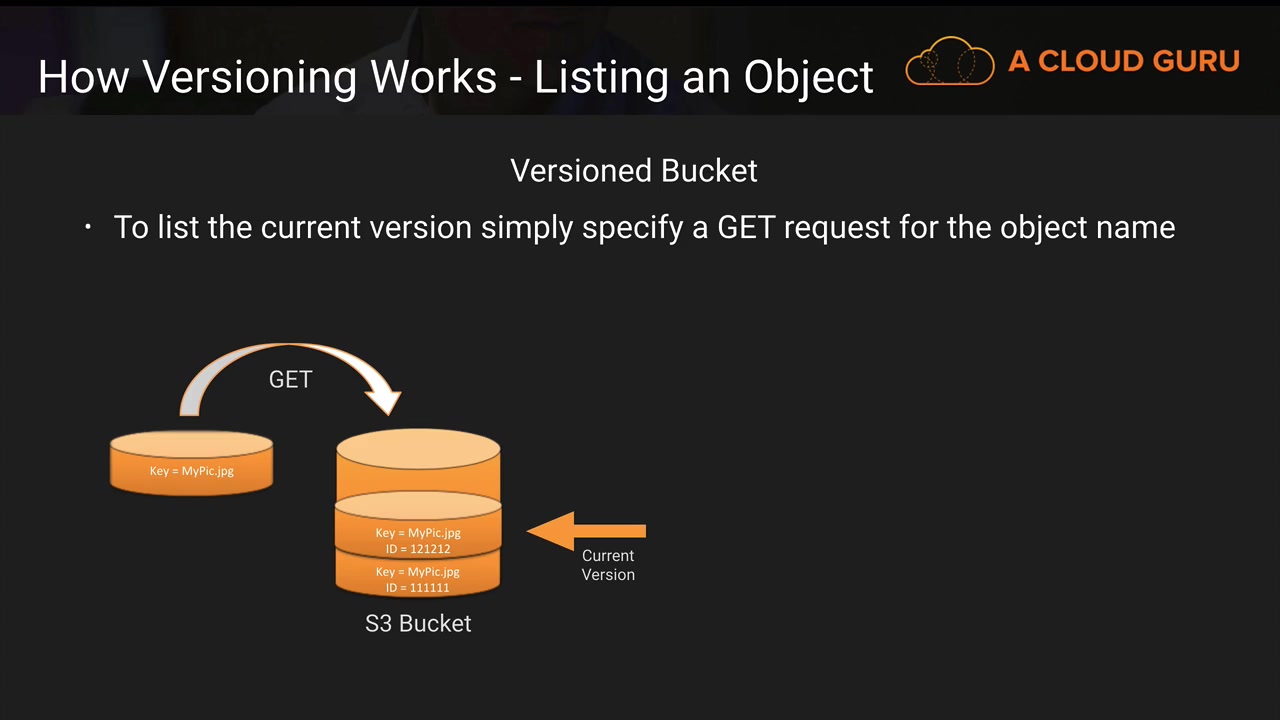 How Versioning Works - Listing an Object
A CLOUD GURU
Versioned Bucket
· To list the current version simply specify a GET request for the object name
GET
Key = MyPic.jpg
Key = MyPic.jpg
ID = 121212
Key = MyPic.jpg
ID = 111111
Current
Version
S3 Bucket